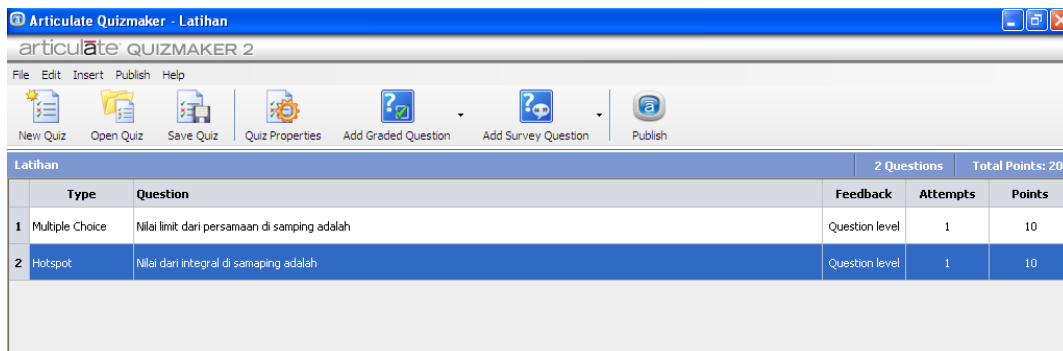 Articulate Quizmaker - Latihan
articulate QUIZMAKER 2
File Edit Insert Publish Help
New Quiz Open Quiz Save Quiz Quiz Properties Add Graded Question Add Survey Question Publish
Latihan 2 Questions Total Points: 20
Type Question Feedback Attempts Points
1 Multiple Choice Nilai limit dari persamaan di samping adalah Question level 1 10
2 Hotspot Nilai dari integral di samaping adalah Question level 1 10